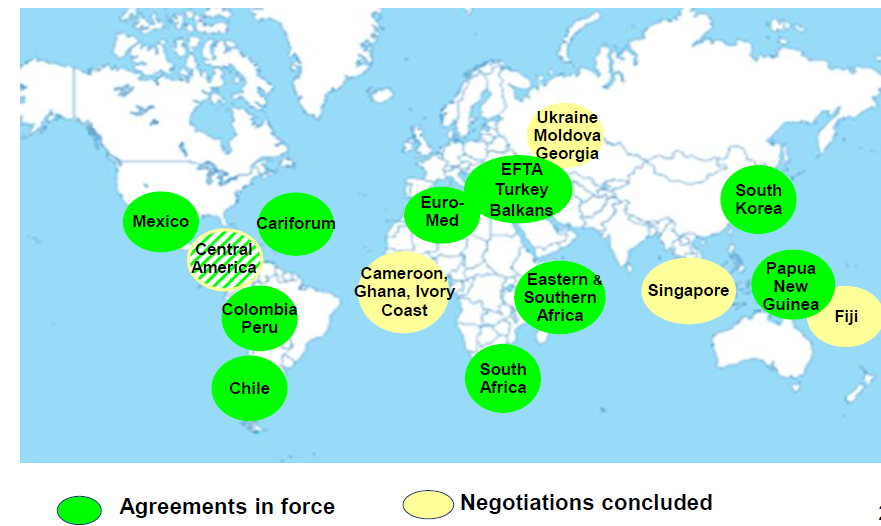 Ukraine
Moldova
Georgia
EFTA
Turkey
Balkans
Euro-
Med
South
Korea
Mexico
Cariforum
Central
America
Cameroon,
Ghana, Ivory
Coast
Eastern &
Southern
Africa
Singapore
Papua
New
Guinea
Fiji
Colombia
Peru
Chile
South
Africa
Agreements in force
Negotiations concluded